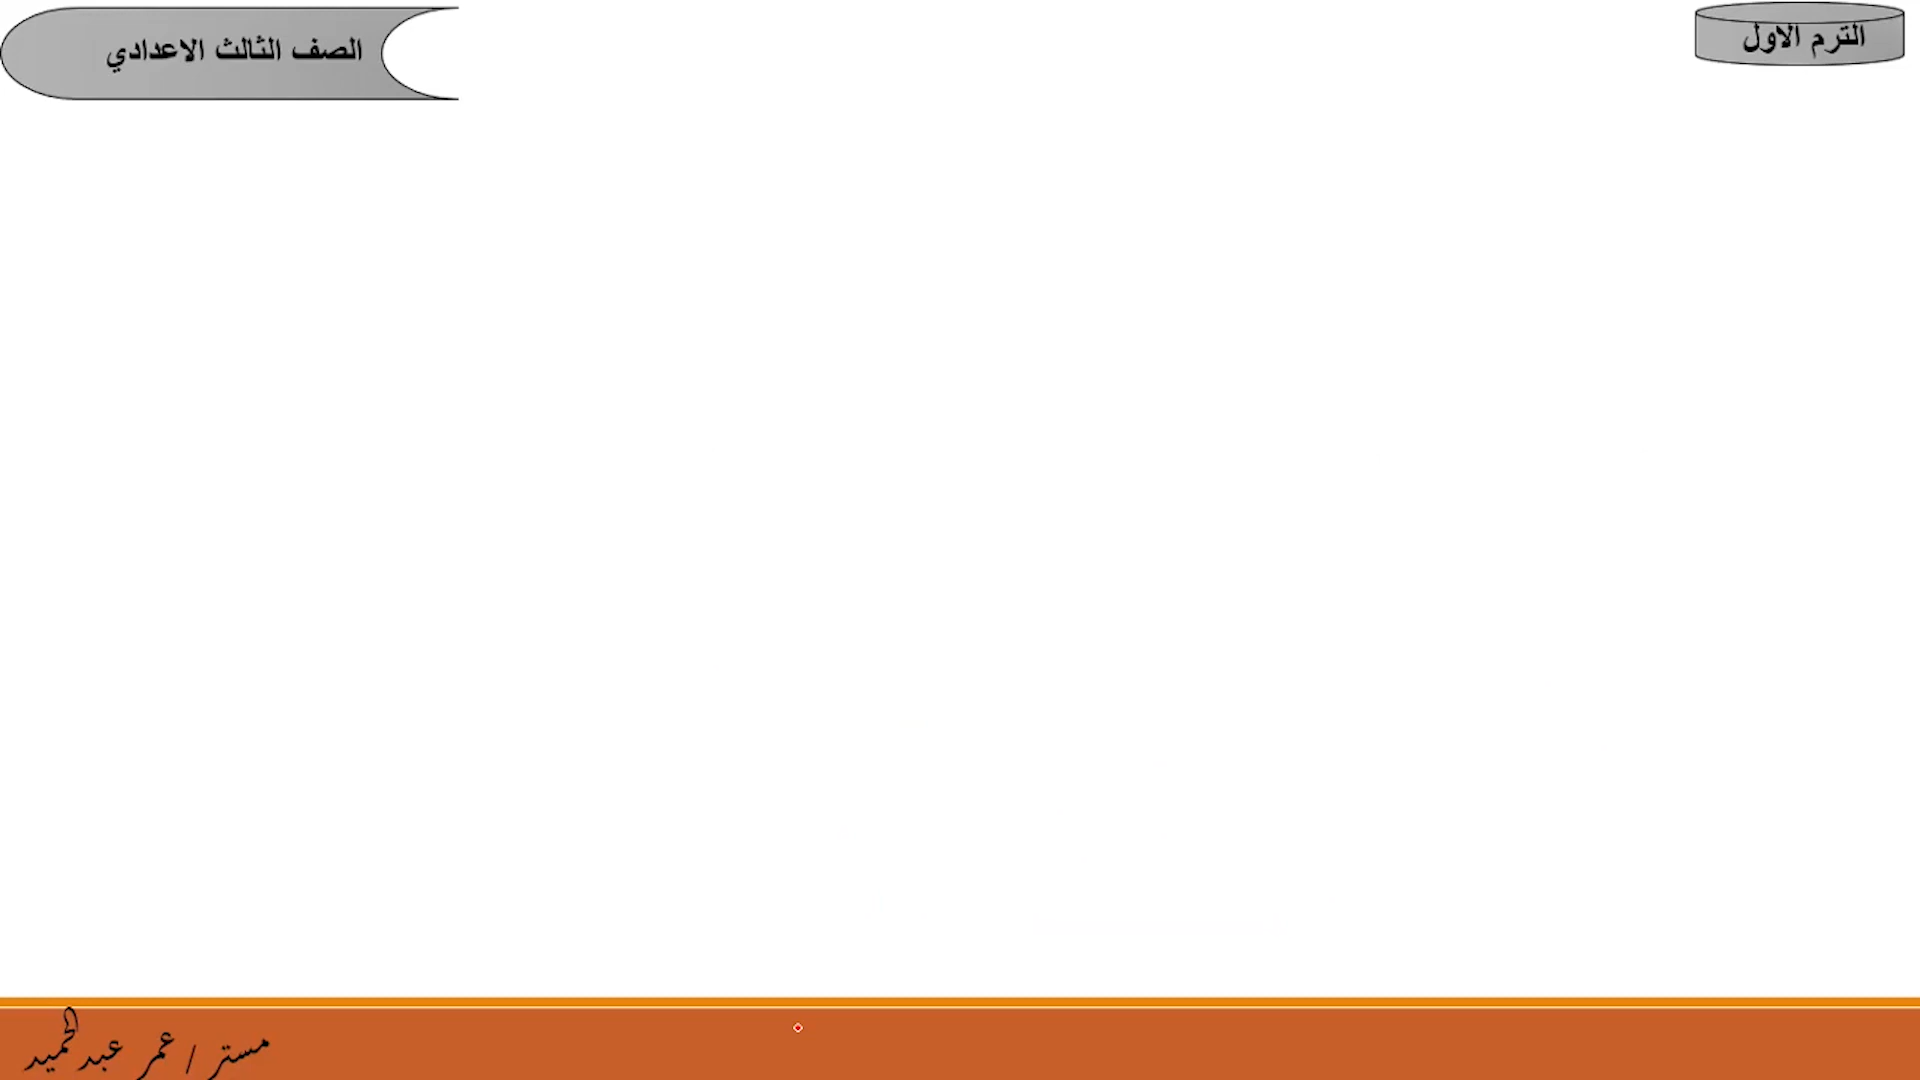 الترم الاول
الصف الثالث الاعدادي
مستر / عمر عبدالحميد